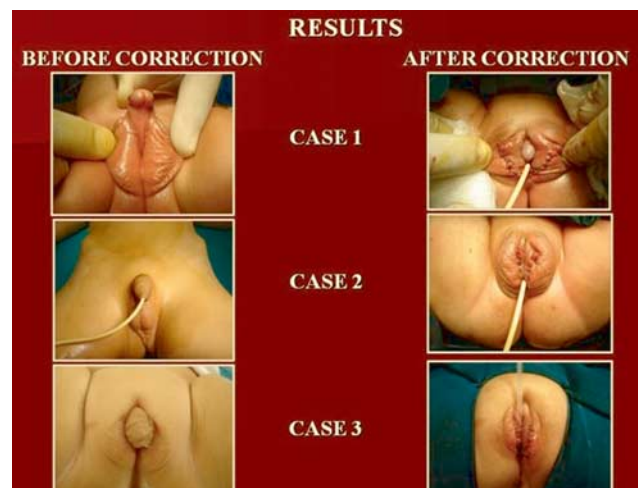 RESULTS
BEFORE CORRECTION AFTER CORRECTION
CASE 1
CASE 2
CASE 3